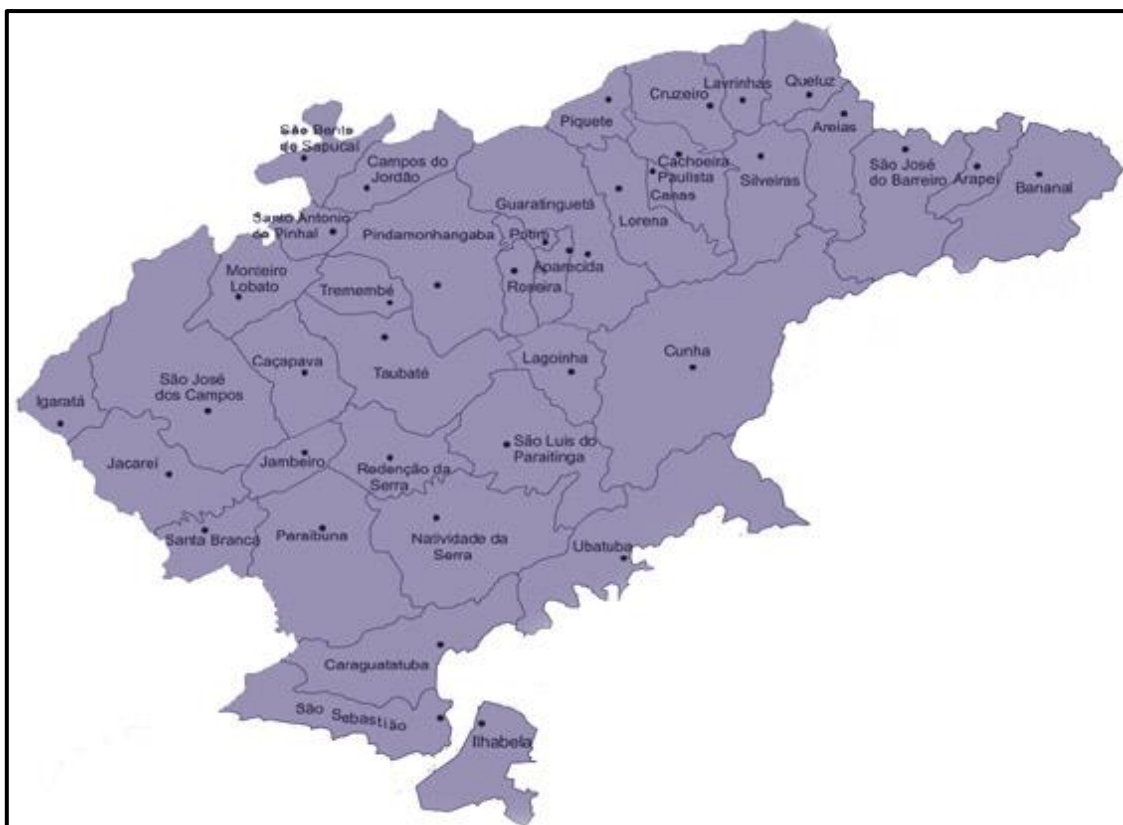 Lavrinhas
Queluz
Cruzeiro
Piquete
Areias
São Bento
do Sapucaí
Campos do
Jordão
Cachoeira
Paulista
Canas
Silveiras
São José
do Barreiro
Arapeí
Bananal
Guaratinguetá
Lorena
Santo Antonio
do Pinhal
Pindamonhangaba
Potim
Aparecida
Monteiro
Lobato
Tremembé
Roseira
Caçapava
Lagoinha
Cunha
Taubaté
São José
dos Campos
Igaratá
São Luis do
Paraitinga
Jacareí
Jambeiro
Redenção da
Serra
Santa Branca
Paraibuna
Natividade da
Serra
Ubatuba
Caraguatatuba
São Sebastião
Ilhabela